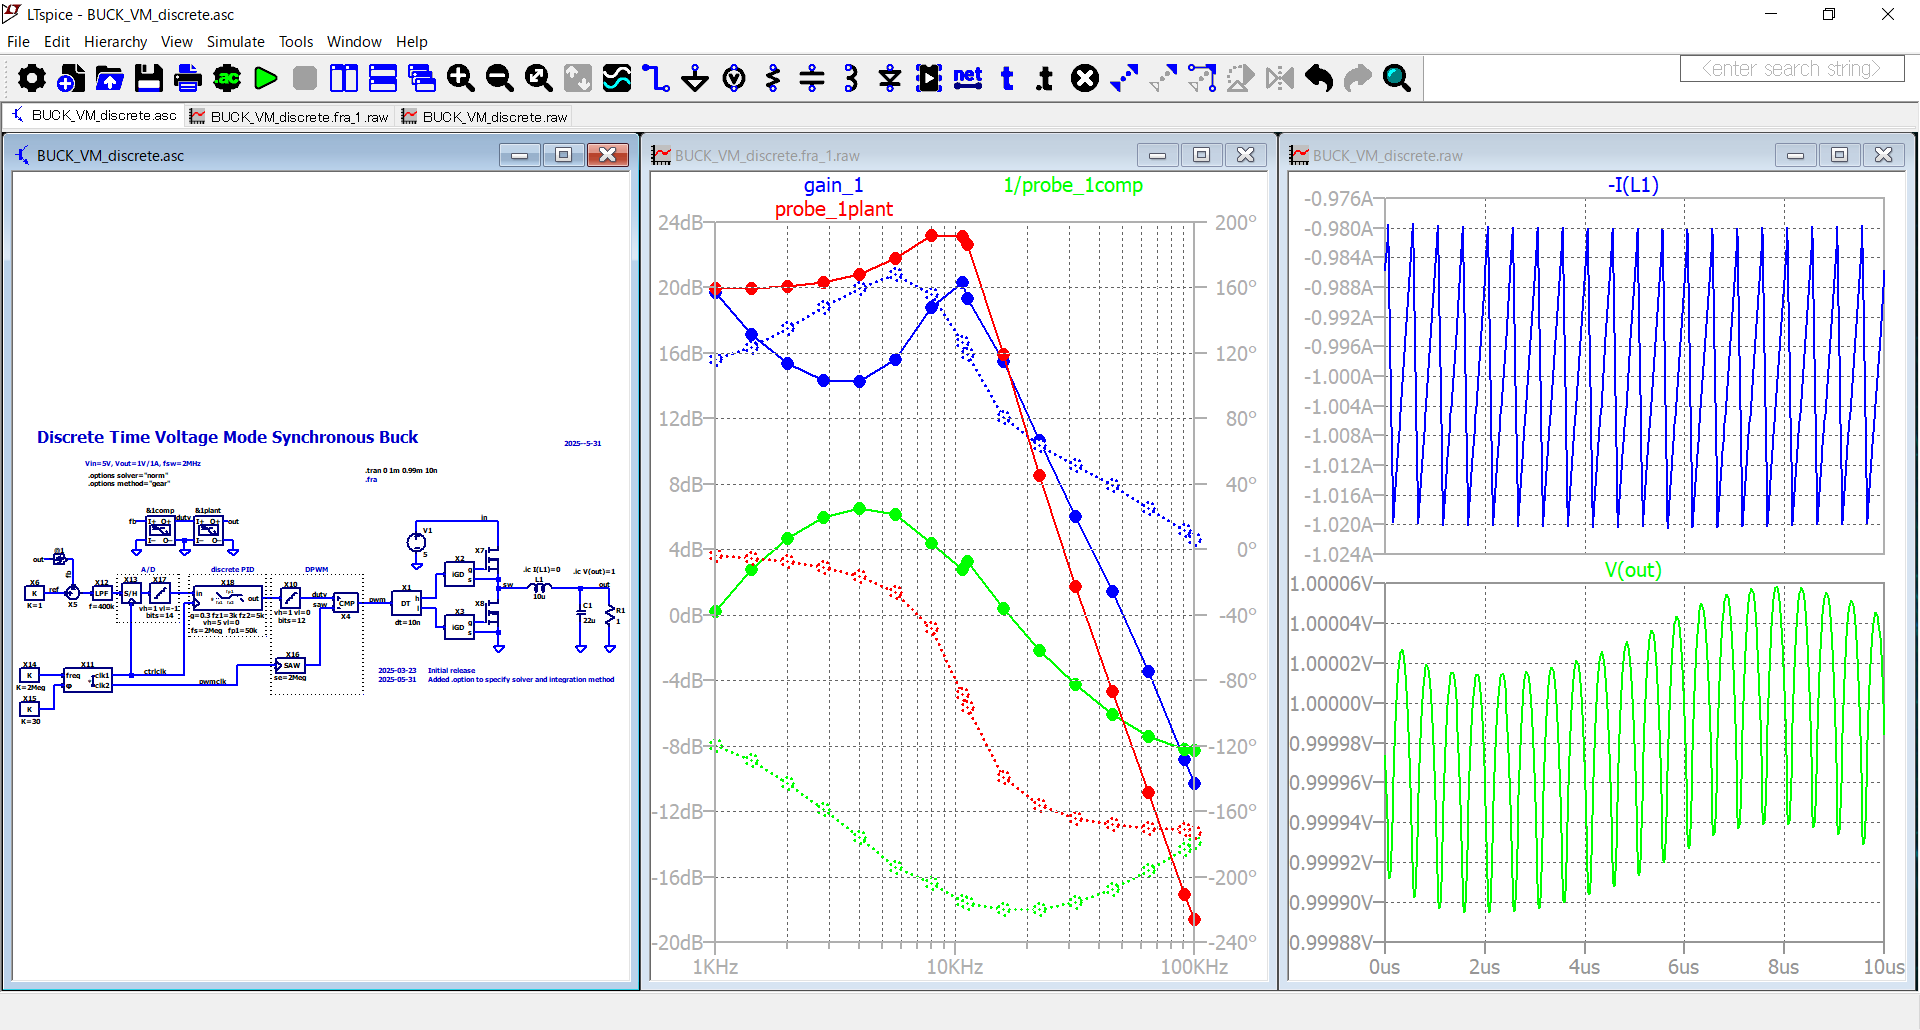 LTspice - BUCK_VM_discrete.asc
File Edit Hierarchy View Simulate Tools Window Help
.ac
net
t
.t
<enter search string>
BUCK_VM_discrete.asc
BUCK_VM_discrete.fra_1.raw
BUCK_VM_discrete.raw
BUCK_VM_discrete.asc
Discrete Time Voltage Mode Synchronous Buck
2025--5-31
Vin=5V, Vout=1V/1A, fsw=2MHz
.options solver="norm"
.options method="gear"
.tran 0 1m 0.99m 10n
.fra
&1comp
&1plant
fb
duty
out
I+ O+
I- O-
I+ O+
I- O-
out
@1
fb
X6
K
K=1
ref
X5
X12
LPF
f=400k
A/D
X13
S/H
X17
vh=1 vl=-1
bits=14
discrete PID
X18
in
out
g=0.3 fz1=3k fz2=5k
vh=5 vl=0
fs=2Meg fp1=50k
DPWM
X10
vh=1 vl=0
bits=12
duty
saw
CMP
X4
pwm
X1
DT
dt=10n
V1
5
in
X2
iGD
g
s
X7
X3
iGD
g
s
X8
sw
.ic I(L1)=0
L1
10u
.ic V(out)=1
out
C1
22u
R1
1
X14
K
K=2Meg
X15
K
K=30
X11
freq
φ
clk1
clk2
ctrlclk
pwmclk
X16
SAW
se=2Meg
2025-03-23 Initial release
2025-05-31 Added .option to specify solver and integration method
BUCK_VM_discrete.fra_1.raw
gain_1
1/probe_1comp
probe_1plant
24dB
20dB
16dB
12dB
8dB
4dB
0dB
-4dB
-8dB
-12dB
-16dB
-20dB
200°
160°
120°
80°
40°
0°
-40°
-80°
-120°
-160°
-200°
-240°
1KHz
10KHz
100KHz
BUCK_VM_discrete.raw
-I(L1)
-0.976A
-0.980A
-0.984A
-0.988A
-0.992A
-0.996A
-1.000A
-1.004A
-1.008A
-1.012A
-1.016A
-1.020A
-1.024A
V(out)
1.00006V
1.00004V
1.00002V
1.00000V
0.99998V
0.99996V
0.99994V
0.99992V
0.99990V
0.99988V
0us
2us
4us
6us
8us
10us